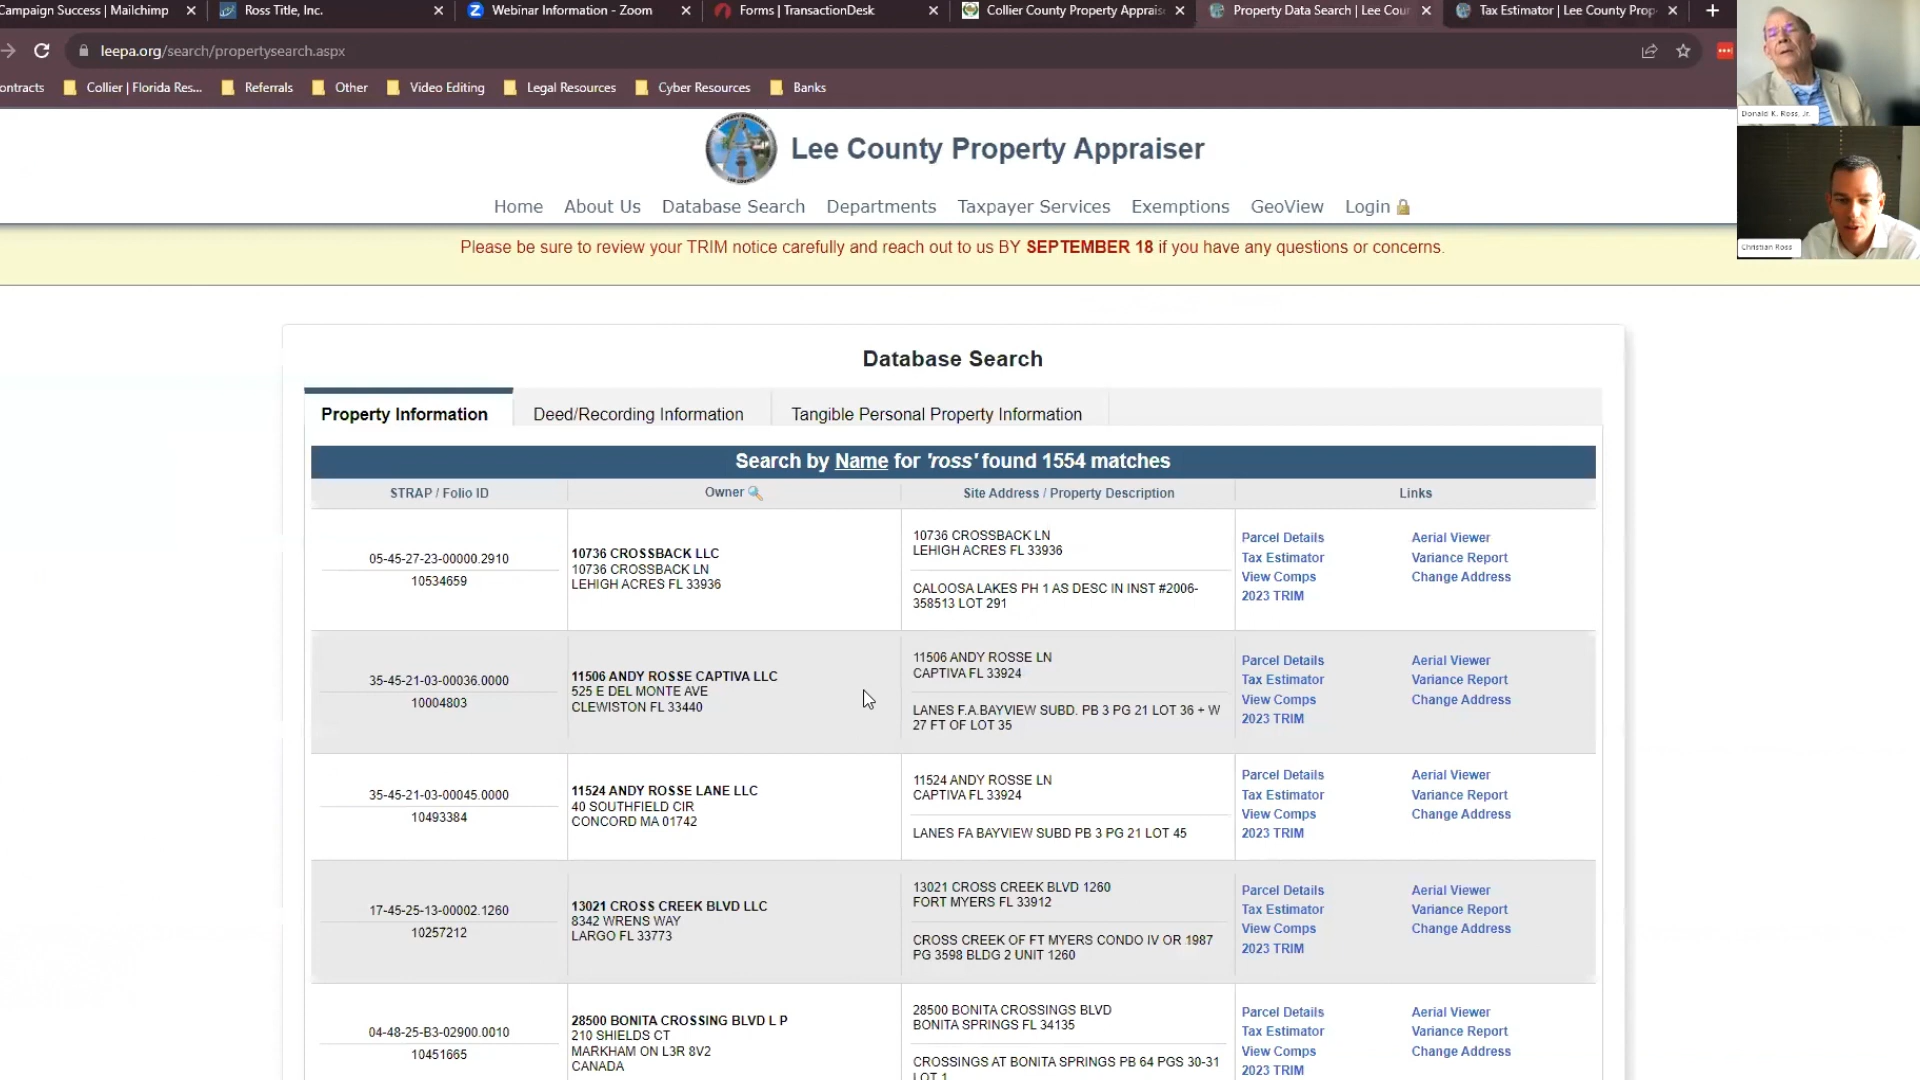 Campaign Success | Mailchimp
Ross Title, Inc.
Webinar Information - Zoom
Forms | TransactionDesk
Collier County Property Apprais
Property Data Search | Lee Cour
Tax Estimator | Lee County Prop
leepa.org/search/propertysearch.aspx
ontracts
Collier | Florida Res...
Referrals
Other
Video Editing
Legal Resources
Cyber Resources
Banks
Donald K. Ross, Jr.
Christian Ross
Lee County Property Appraiser
Home
About Us
Database Search
Departments
Taxpayer Services
Exemptions
GeoView
Login
Please be sure to review your TRIM notice carefully and reach out to us BY SEPTEMBER 18 if you have any questions or concerns.
Database Search
Property Information
Deed/Recording Information
Tangible Personal Property Information
Search by Name for 'ross' found 1554 matches
STRAP / Folio ID
Owner
Site Address / Property Description
Links
05-45-27-23-00000.2910
10534659
10736 CROSSBACK LLC
10736 CROSSBACK LN
LEHIGH ACRES FL 33936
10736 CROSSBACK LN
LEHIGH ACRES FL 33936
CALOOSA LAKES PH 1 AS DESC IN INST #2006-
358513 LOT 291
Parcel Details
Aerial Viewer
Tax Estimator
Variance Report
View Comps
Change Address
2023 TRIM
35-45-21-03-00036.0000
10004803
11506 ANDY ROSSE CAPTIVA LLC
525 E DEL MONTE AVE
CLEWISTON FL 33440
11506 ANDY ROSSE LN
CAPTIVA FL 33924
LANES F.A.BAYVIEW SUBD. PB 3 PG 21 LOT 36 + W
27 FT OF LOT 35
Parcel Details
Aerial Viewer
Tax Estimator
Variance Report
View Comps
Change Address
2023 TRIM
35-45-21-03-00045.0000
10493384
11524 ANDY ROSSE LANE LLC
40 SOUTHFIELD CIR
CONCORD MA 01742
11524 ANDY ROSSE LN
CAPTIVA FL 33924
LANES FA BAYVIEW SUBD PB 3 PG 21 LOT 45
Parcel Details
Aerial Viewer
Tax Estimator
Variance Report
View Comps
Change Address
2023 TRIM
17-45-25-13-00002.1260
10257212
13021 CROSS CREEK BLVD LLC
8342 WRENS WAY
LARGO FL 33773
13021 CROSS CREEK BLVD 1260
FORT MYERS FL 33912
CROSS CREEK OF FT MYERS CONDO IV OR 1987
PG 3598 BLDG 2 UNIT 1260
Parcel Details
Aerial Viewer
Tax Estimator
Variance Report
View Comps
Change Address
2023 TRIM
04-48-25-B3-02900.0010
10451665
28500 BONITA CROSSING BLVD L P
210 SHIELDS CT
MARKHAM ON L3R 8V2
CANADA
28500 BONITA CROSSINGS BLVD
BONITA SPRINGS FL 34135
CROSSINGS AT BONITA SPRINGS PB 64 PGS 30-31
LOT 1
Parcel Details
Aerial Viewer
Tax Estimator
Variance Report
View Comps
Change Address
2023 TRIM